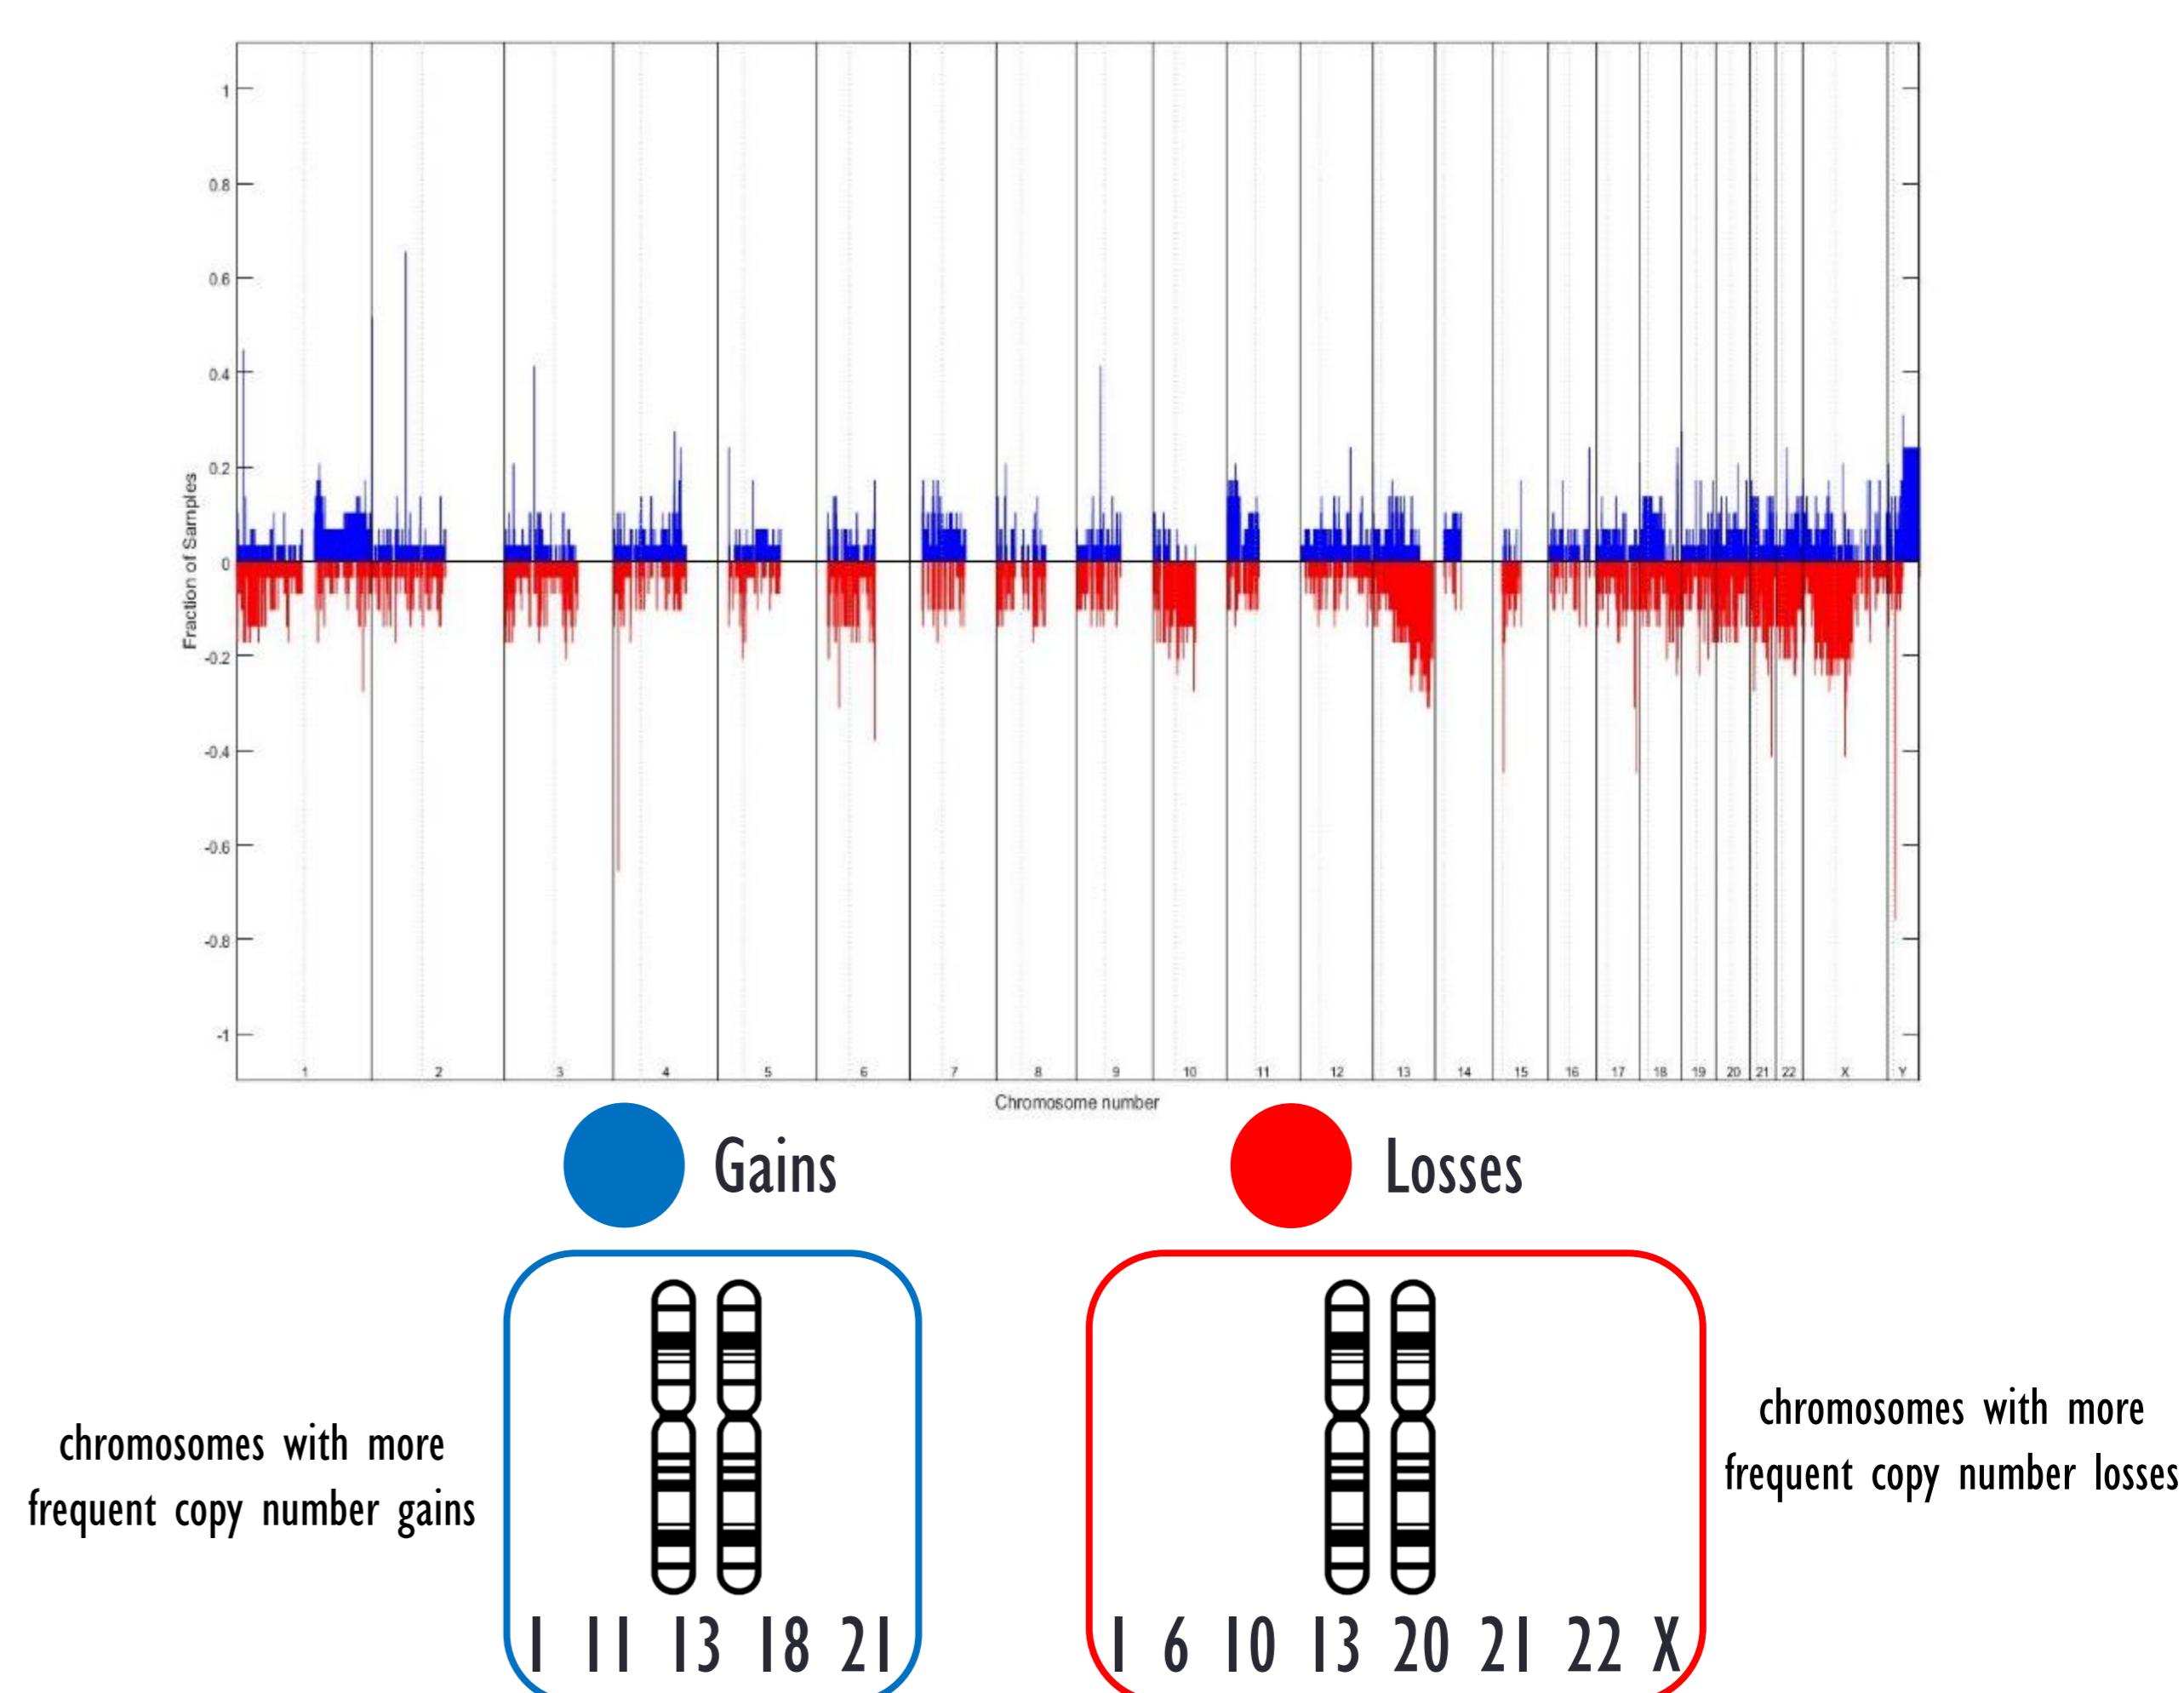 1
0.8
0.6
0.4
0.2
0
-0.2
-0.4
-0.6
-0.8
-1
Fraction of Samples
1 2 3 4 5 6 7 8 9 10 11 12 13 14 15 16 17 18 19 20 21 22 X Y
Chromosome number
Gains
Losses
chromosomes with more
frequent copy number gains
1 11 13 18 21
1 6 10 13 20 21 22 X
chromosomes with more
frequent copy number losses